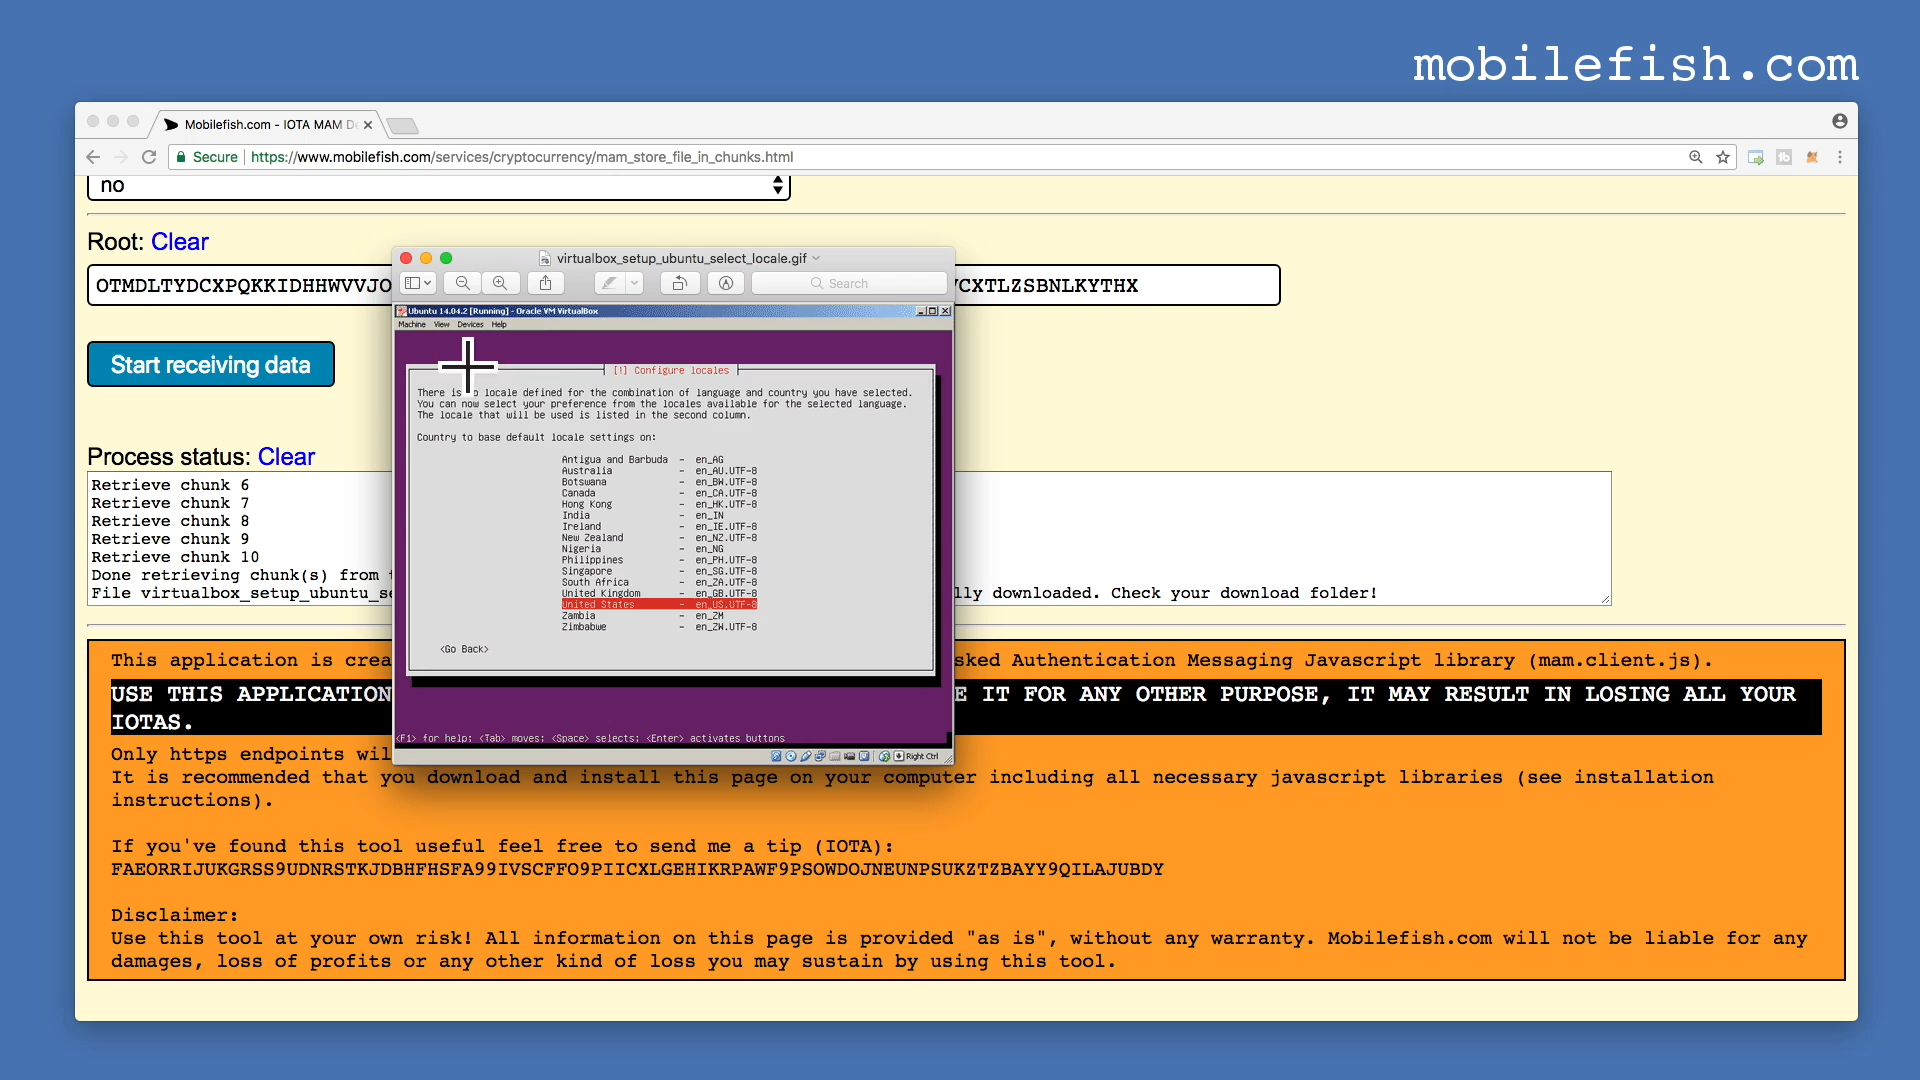 mobilefish.com
Mobilefish.com - IOTA MAM De
Secure
https://www.mobilefish.com/services/cryptocurrency/mam_store_file_in_chunks.html
no
Root: Clear
OTMDLTYDCXPQKKIDHHWVVJO
CXTLZSBNLKYTHX
Start receiving data
Process status: Clear
Retrieve chunk 6
Retrieve chunk 7
Retrieve chunk 8
Retrieve chunk 9
Retrieve chunk 10
Done retrieving chunk(s) from
File virtualbox_setup_ubuntu_se
lly downloaded. Check your download folder!
virtualbox_setup_ubuntu_select_locale.gif
Search
Ubuntu 14.04.2 [Running] - Oracle VM VirtualBox
Machine View Devices Help
[!] Configure locales
There is no locale defined for the combination of language and country you have selected.
You can now select your preference from the locales available for the selected language.
The locale that will be used is listed in the second column.
Country to base default locale settings on:
Antigua and Barbuda - en_AG
Australia - en_AU.UTF-8
Botswana - en_BW.UTF-8
Canada - en_CA.UTF-8
Hong Kong - en_HK.UTF-8
India - en_IN
Ireland - en_IE.UTF-8
New Zealand - en_NZ.UTF-8
Nigeria - en_NG
Philippines - en_PH.UTF-8
Singapore - en_SG.UTF-8
South Africa - en_ZA.UTF-8
United Kingdom - en_GB.UTF-8
United States - en_US.UTF-8
Zambia - en_ZM
Zimbabwe - en_ZW.UTF-8
<Go Back>
<F1> for help; <Tab> moves; <Space> selects; <Enter> activates buttons
Right Ctrl
This application is crea
sked Authentication Messaging Javascript library (mam.client.js).
USE THIS APPLICATION
E IT FOR ANY OTHER PURPOSE, IT MAY RESULT IN LOSING ALL YOUR
IOTAS.
Only https endpoints wil
It is recommended that you download and install this page on your computer including all necessary javascript libraries (see installation
instructions).
If you've found this tool useful feel free to send me a tip (IOTA):
FAEORRIJUKGRSS9UDNRSTKJDBHFHSFA99IVSCFFO9PIICXLGEHIKRPAWF9PSOWDOJNEUNPSUKZTZBAYY9QILAJUBDY
Disclaimer:
Use this tool at your own risk! All information on this page is provided "as is", without any warranty. Mobilefish.com will not be liable for any
damages, loss of profits or any other kind of loss you may sustain by using this tool.